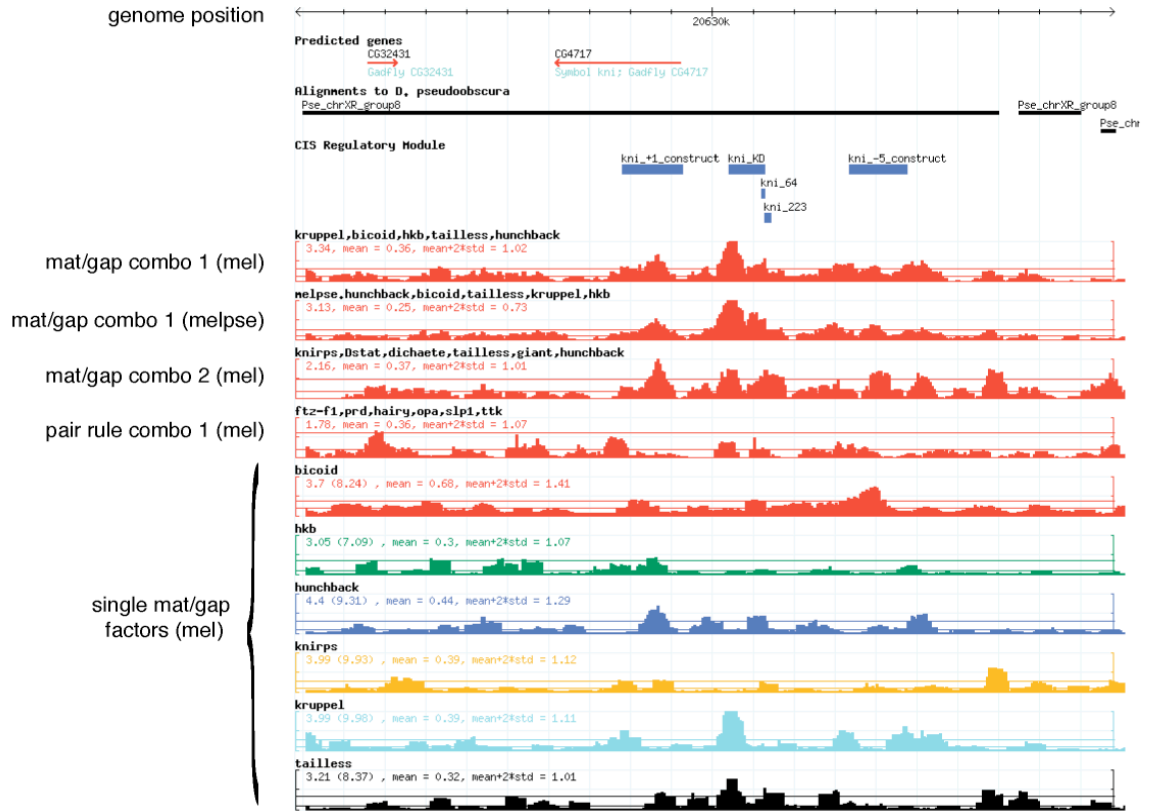 genome position
20630k
Predicted genes
CG32431 CG4717
Gadfly CG32431 Symbol kni; Gadfly CG4717
Alignments to D. pseudoobscura
Pse_chrXR_group8 Pse_chrXR_group8
Pse_chr
CIS Regulatory Module
kni_+1_construct kni_KD kni_-5_construct
kni_64
kni_223
kruppel,bicoid,hkb,tailless,hunchback
mat/gap combo 1 (mel) 3.34, mean = 0.36, mean+2*std = 1.02
melpse,hunchback,bicoid,tailless,kruppel,hkb
mat/gap combo 1 (melpse) 3.13, mean = 0.25, mean+2*std = 0.73
knirps,Dstat,dichaete,tailless,giant,hunchback
mat/gap combo 2 (mel) 2.16, mean = 0.37, mean+2*std = 1.01
ftz-f1,prd,hairy,opa,slp1,ttk
pair rule combo 1 (mel) 1.78, mean = 0.36, mean+2*std = 1.07
bicoid
3.7 (8.24) , mean = 0.68, mean+2*std = 1.41
hkb
3.05 (7.09) , mean = 0.3, mean+2*std = 1.07
hunchback
single mat/gap factors (mel)
4.4 (9.31) , mean = 0.44, mean+2*std = 1.29
knirps
3.99 (9.93) , mean = 0.39, mean+2*std = 1.12
kruppel
3.99 (9.98) , mean = 0.39, mean+2*std = 1.11
tailless
3.21 (8.37) , mean = 0.32, mean+2*std = 1.01